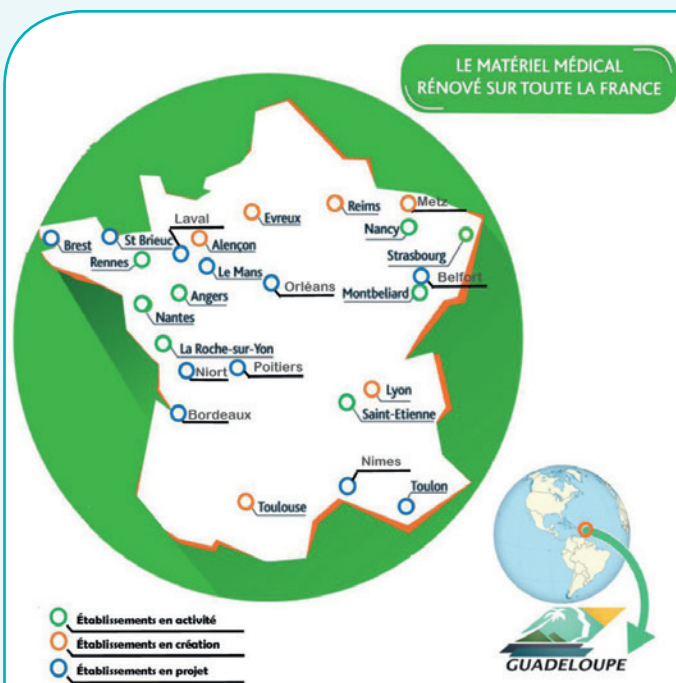 LE MATÉRIEL MÉDICAL
RÉNOVÉ SUR TOUTE LA FRANCE
Reims
Metz
Evreux
Laval
Nancy
Brest
St Brieuc
Alençon
Strasbourg
Rennes
Le Mans
Belfort
Orléans
Angers
Montbeliard
Nantes
La Roche-sur-Yon
Niort
Poitiers
Lyon
Bordeaux
Saint-Etienne
Nimes
Toulon
Toulouse
Établissements en activité
Établissements en création
Établissements en projet
GUADELOUPE